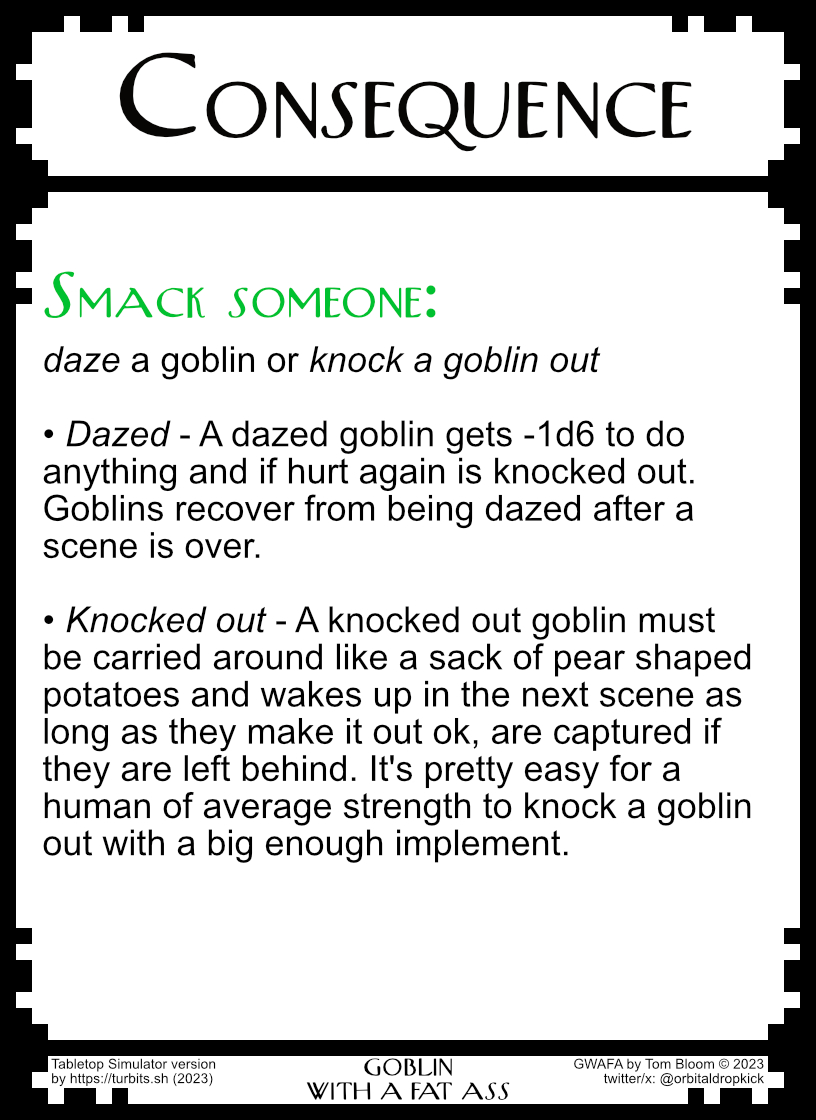 Consequence
Smack someone:
daze a goblin or knock a goblin out
• Dazed - A dazed goblin gets -1d6 to do
anything and if hurt again is knocked out.
Goblins recover from being dazed after a
scene is over.
• Knocked out - A knocked out goblin must
be carried around like a sack of pear shaped
potatoes and wakes up in the next scene as
long as they make it out ok, are captured if
they are left behind. It's pretty easy for a
human of average strength to knock a goblin
out with a big enough implement.
Tabletop Simulator version
by https://turbits.sh (2023)
GOBLIN
WITH A FAT ASS
GWAFA by Tom Bloom © 2023
twitter/x: @orbitaldropkick